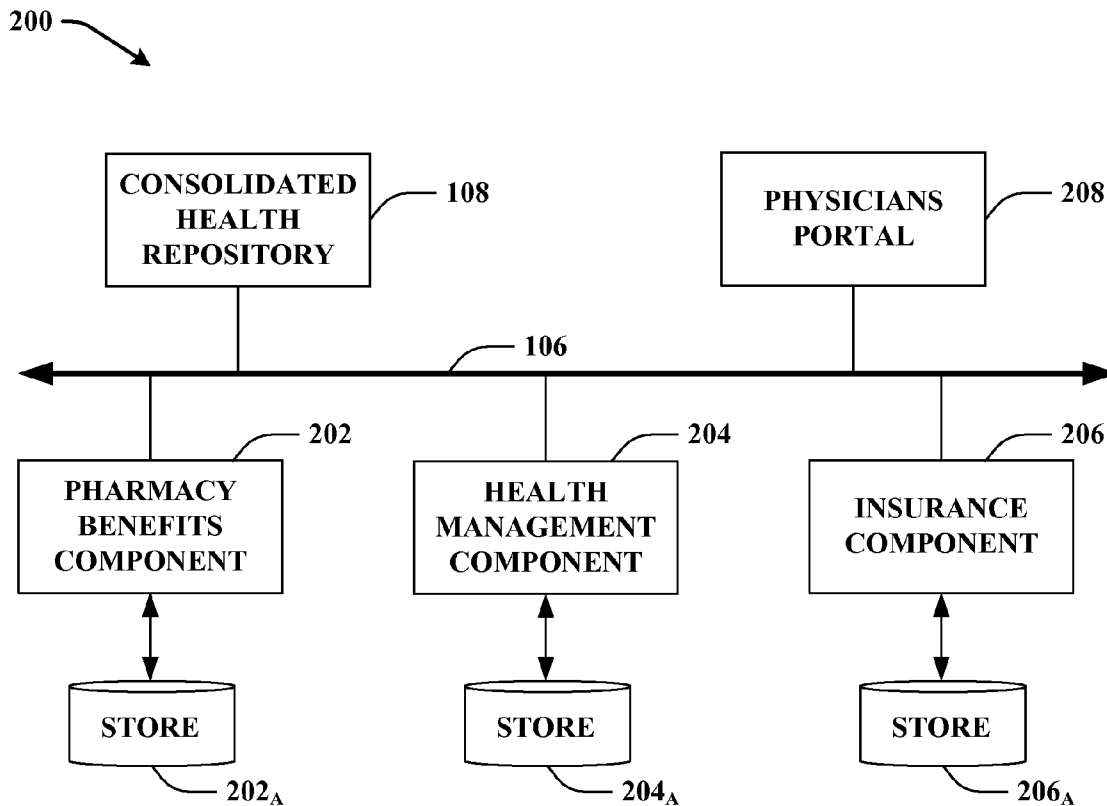 200
CONSOLIDATED
HEALTH
REPOSITORY
108
PHYSICIANS
PORTAL
208
106
202
PHARMACY
BENEFITS
COMPONENT
204
HEALTH
MANAGEMENT
COMPONENT
206
INSURANCE
COMPONENT
STORE
202A
STORE
204A
STORE
206A